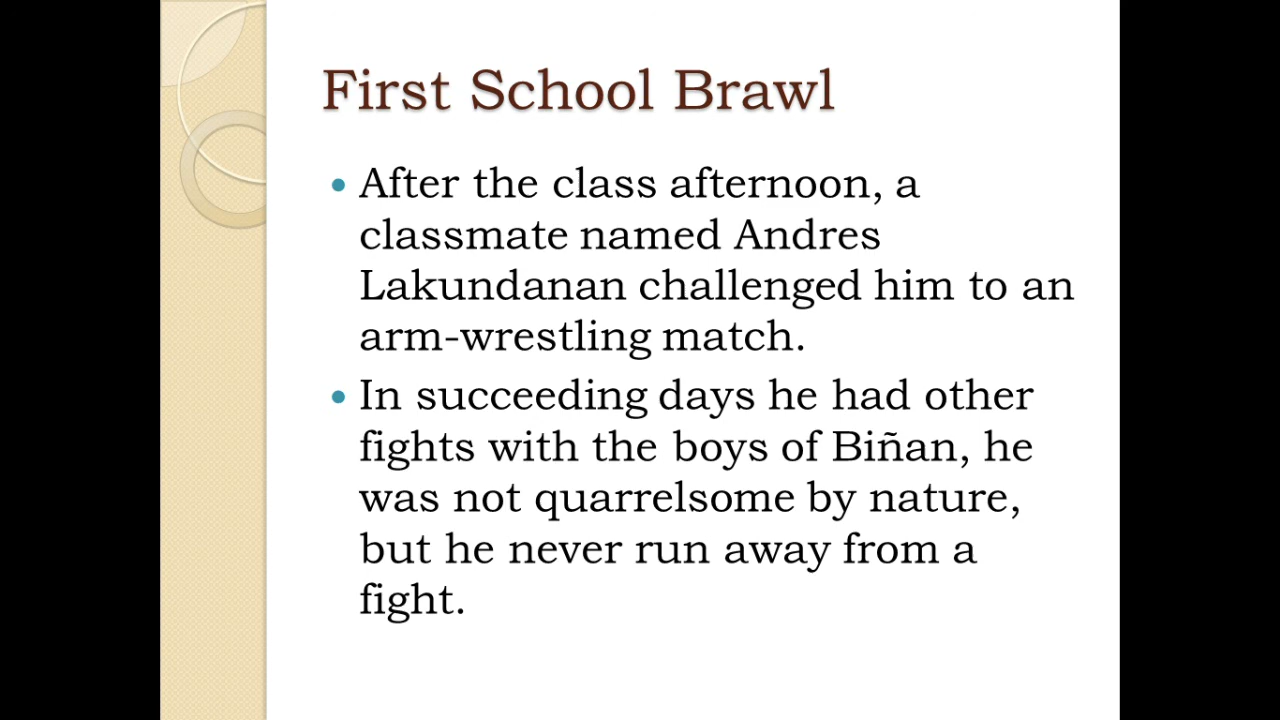 First School Brawl
• After the class afternoon, a
classmate named Andres
Lakundanan challenged him to an
arm-wrestling match.
• In succeeding days he had other
fights with the boys of Biñan, he
was not quarrelsome by nature,
but he never run away from a
fight.